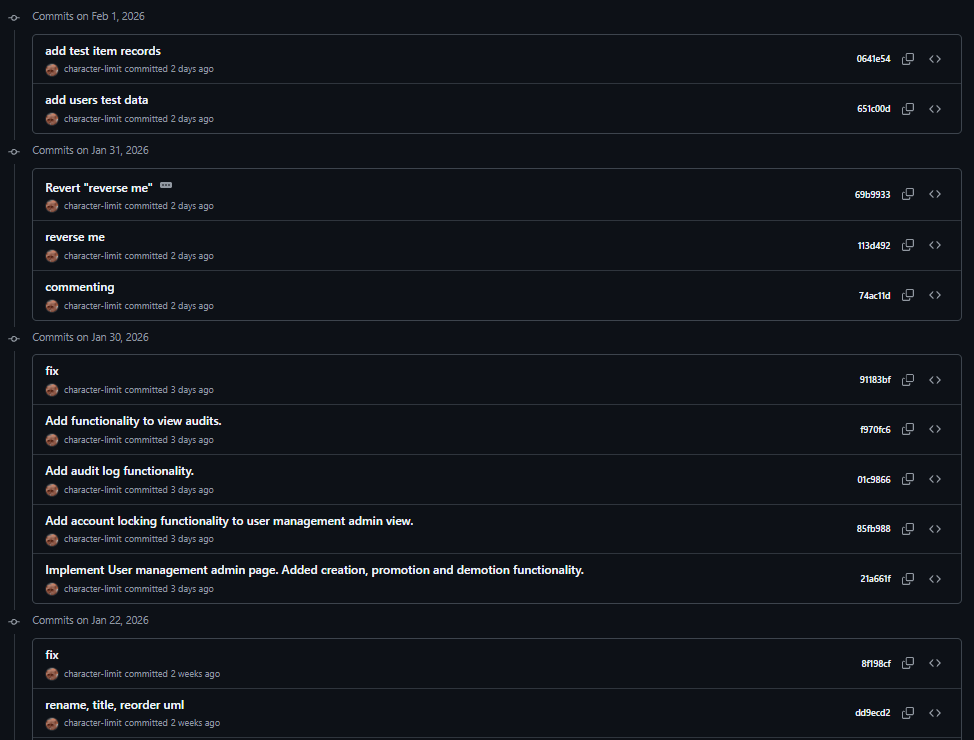 Commits on Feb 1, 2026
add test item records
character-limit committed 2 days ago
0641e54
add users test data
character-limit committed 2 days ago
651c00d
Commits on Jan 31, 2026
Revert "reverse me"
character-limit committed 2 days ago
69b9933
reverse me
character-limit committed 2 days ago
113d492
commenting
character-limit committed 2 days ago
74ac11d
Commits on Jan 30, 2026
fix
character-limit committed 3 days ago
91183bf
Add functionality to view audits.
character-limit committed 3 days ago
f970fc6
Add audit log functionality.
character-limit committed 3 days ago
01c9866
Add account locking functionality to user management admin view.
character-limit committed 3 days ago
85fb988
Implement User management admin page. Added creation, promotion and demotion functionality.
character-limit committed 3 days ago
21a661f
Commits on Jan 22, 2026
fix
character-limit committed 2 weeks ago
8f198cf
rename, title, reorder uml
character-limit committed 2 weeks ago
dd9ecd2